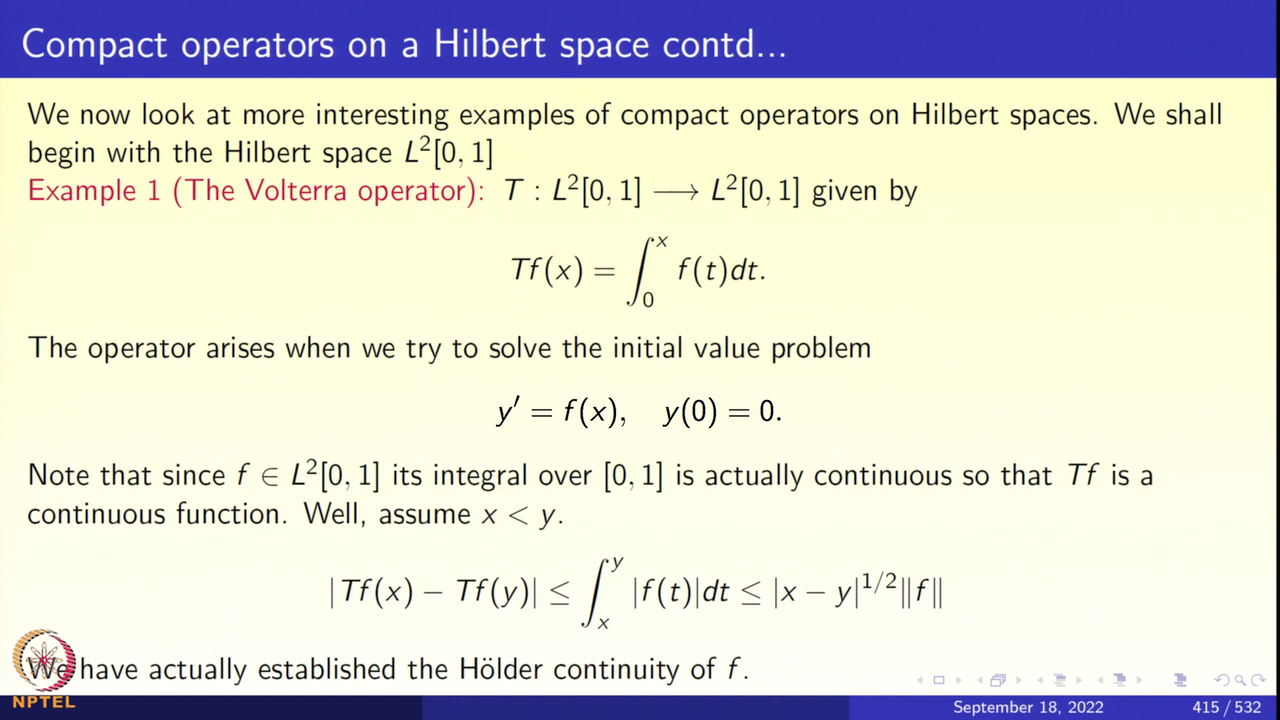 Compact operators on a Hilbert space contd...
We now look at more interesting examples of compact operators on Hilbert spaces. We shall
begin with the Hilbert space L²[0, 1]
Example 1 (The Volterra operator): T : L²[0, 1] ⟶ L²[0, 1] given by
Tf(x) = ∫₀ˣ f(t)dt.
The operator arises when we try to solve the initial value problem
y′ = f(x), y(0) = 0.
Note that since f ∈ L²[0, 1] its integral over [0, 1] is actually continuous so that Tf is a
continuous function. Well, assume x < y.
|Tf(x) − Tf(y)| ≤ ∫ₓʸ |f(t)|dt ≤ |x − y|^{1/2}‖f‖
We have actually established the Hölder continuity of f.
NPTEL
September 18, 2022 415 / 532